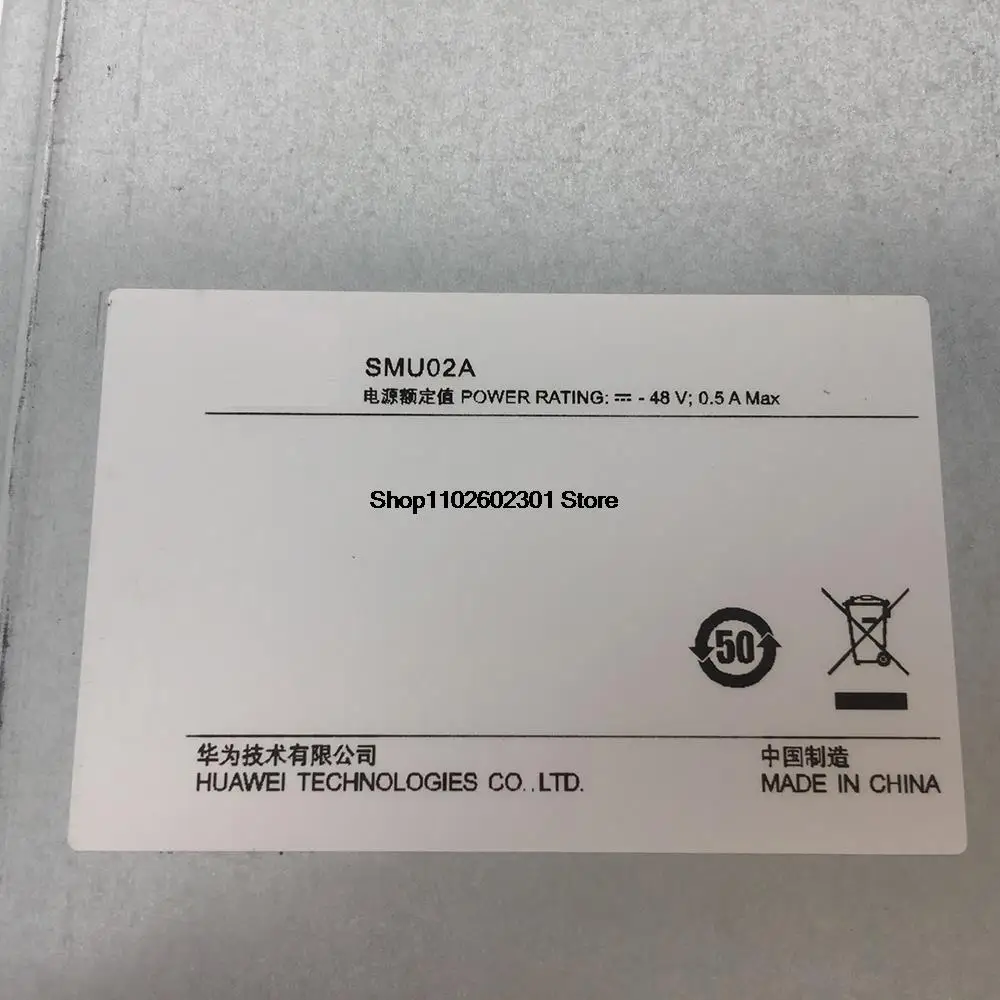 SMU02A
电源额定值 POWER RATING: ⎓ - 48 V; 0.5 A Max
Shop1102602301 Store
50
华为技术有限公司
HUAWEI TECHNOLOGIES CO.,LTD.
中国制造
MADE IN CHINA